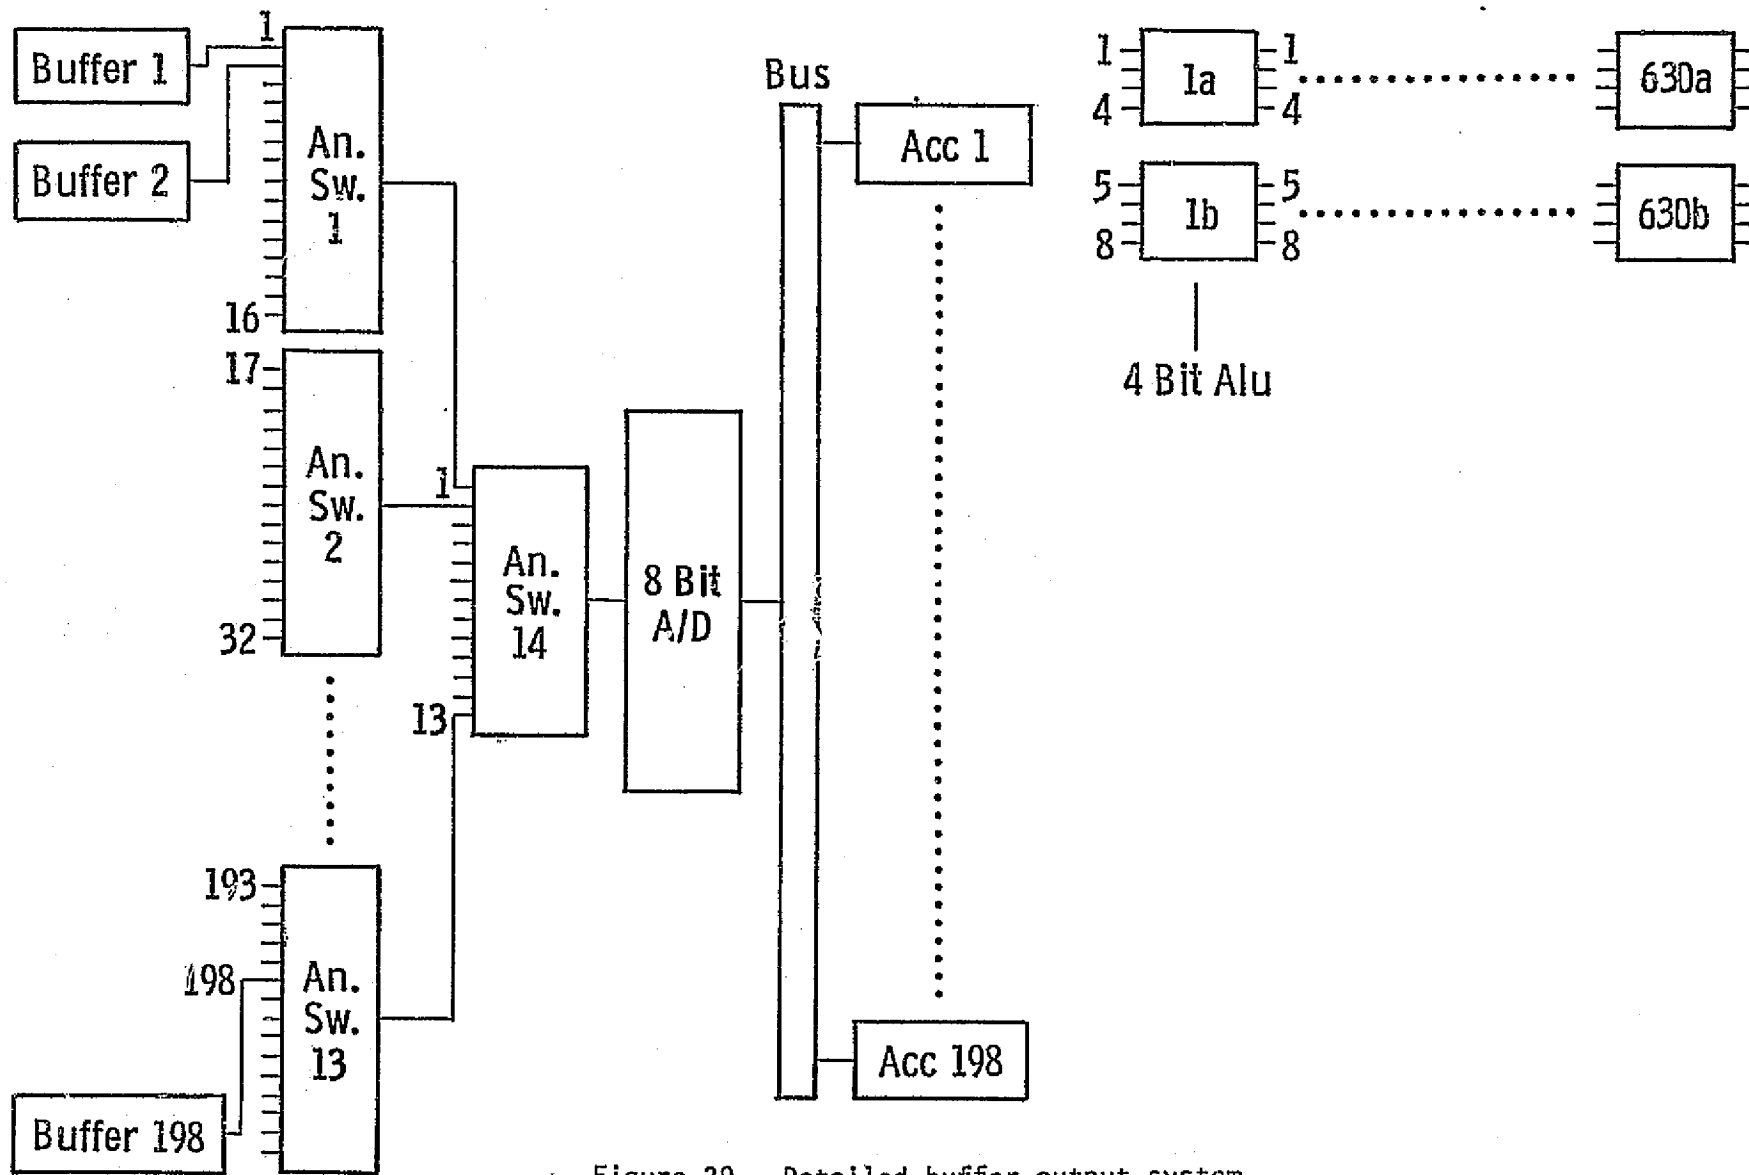 Buffer 1
Buffer 2
1
16
An.
Sw.
1
17
32
An.
Sw.
2
193
198
An.
Sw.
13
Buffer 198
1
13
An.
Sw.
14
8 Bit
A/D
Bus
Acc 1
Acc 198
1
4
1a
1
4
630a
5
8
1b
5
8
630b
4 Bit Alu
Detailed buffer output system